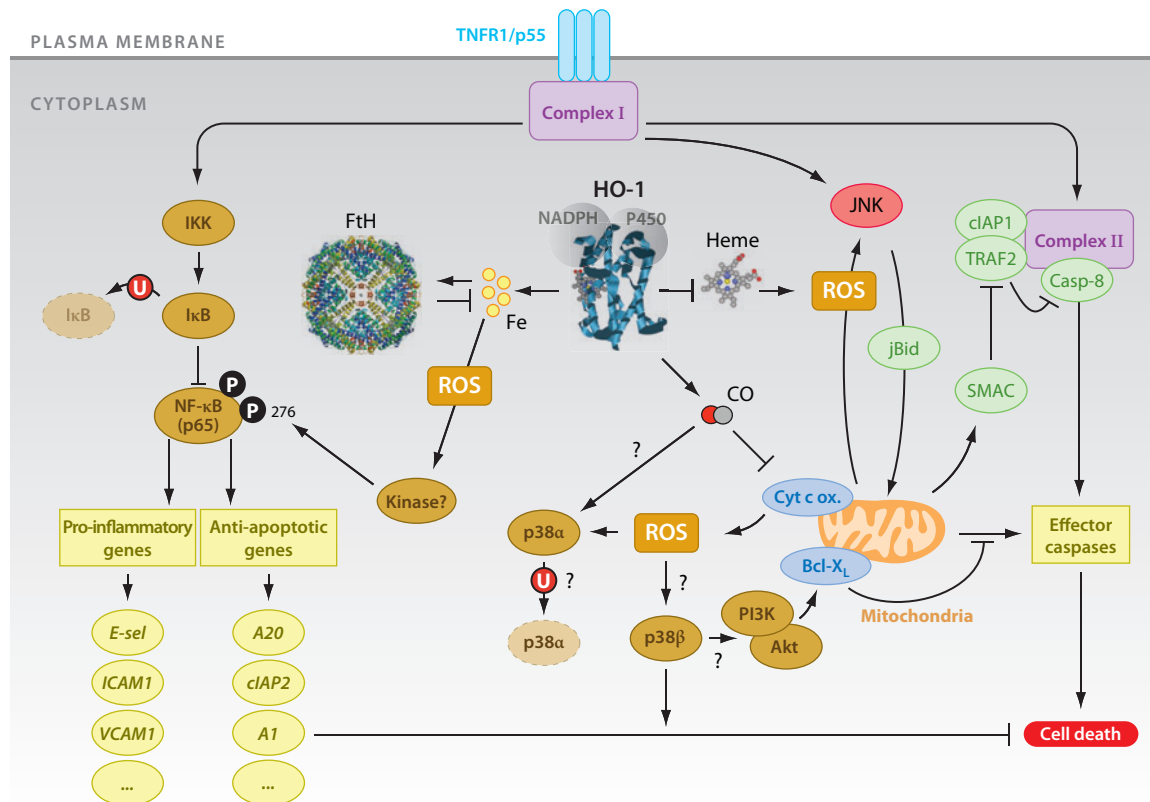 TNFR1/p55
PLASMA MEMBRANE
CYTOPLASM
Complex I
HO-1
NADPH
P450
IKK
FtH
Heme
JNK
cIAP1
TRAF2
Complex II
Casp-8
U
IκB
IκB
Fe
ROS
ROS
jBid
SMAC
P
P
276
NF-κB
(p65)
CO
?
Kinase?
Cyt c ox.
Pro-inflammatory
genes
Anti-apoptotic
genes
p38α
ROS
Effector
caspases
U
?
?
Bcl-XL
Mitochondria
PI3K
Akt
E-sel
A20
p38α
p38β
?
ICAM1
cIAP2
VCAM1
A1
Cell death
...
...